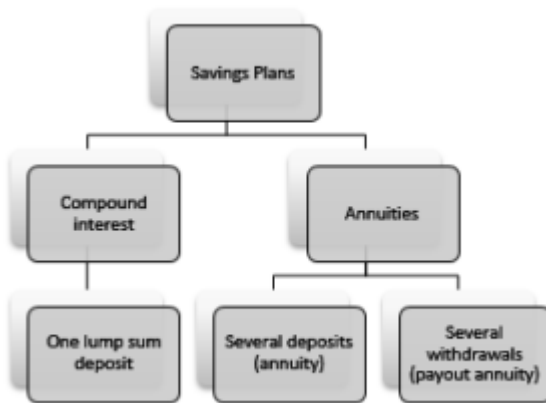 Savings Plans
Compound
interest
Annuities
One lump sum
deposit
Several deposits
(annuity)
Several
withdrawals
(payout annuity)